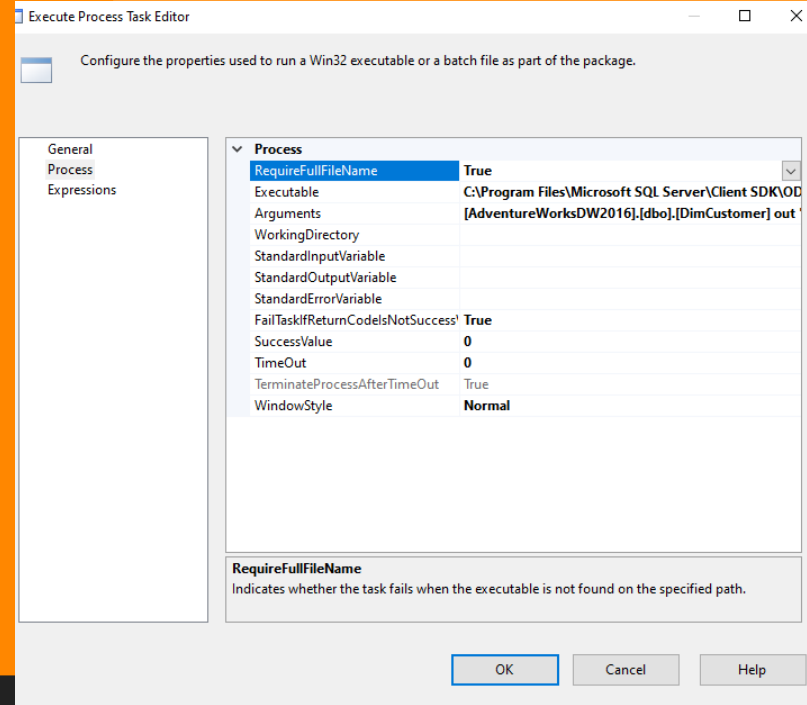 Execute Process Task Editor
Configure the properties used to run a Win32 executable or a batch file as part of the package.
General
Process
Expressions
Process
RequireFullFileName True
Executable C:\Program Files\Microsoft SQL Server\Client SDK\OD
Arguments [AdventureWorksDW2016].[dbo].[DimCustomer] out "
WorkingDirectory
StandardInputVariable
StandardOutputVariable
StandardErrorVariable
FailTaskIfReturnCodeIsNotSuccess True
SuccessValue 0
TimeOut 0
TerminateProcessAfterTimeOut True
WindowStyle Normal
RequireFullFileName
Indicates whether the task fails when the executable is not found on the specified path.
OK Cancel Help